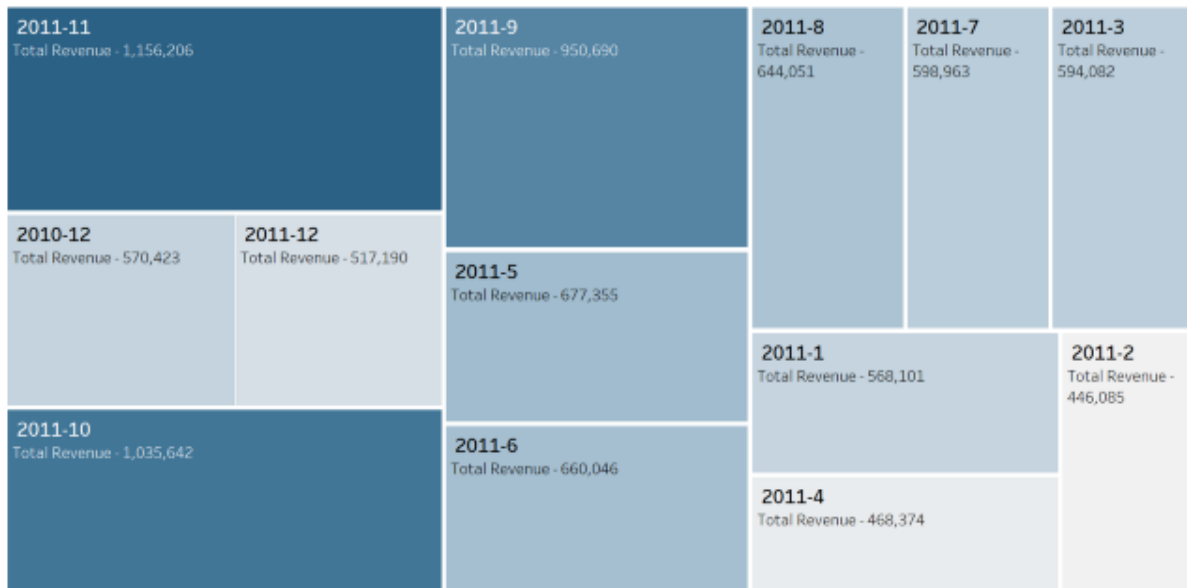 2011-11
Total Revenue - 1,156,206
2010-12
Total Revenue - 570,423
2011-12
Total Revenue - 517,190
2011-10
Total Revenue - 1,035,642
2011-9
Total Revenue - 950,690
2011-5
Total Revenue - 677,355
2011-6
Total Revenue - 660,046
2011-8
Total Revenue -
644,051
2011-7
Total Revenue -
598,963
2011-3
Total Revenue -
594,082
2011-1
Total Revenue - 568,101
2011-4
Total Revenue - 468,374
2011-2
Total Revenue -
446,085